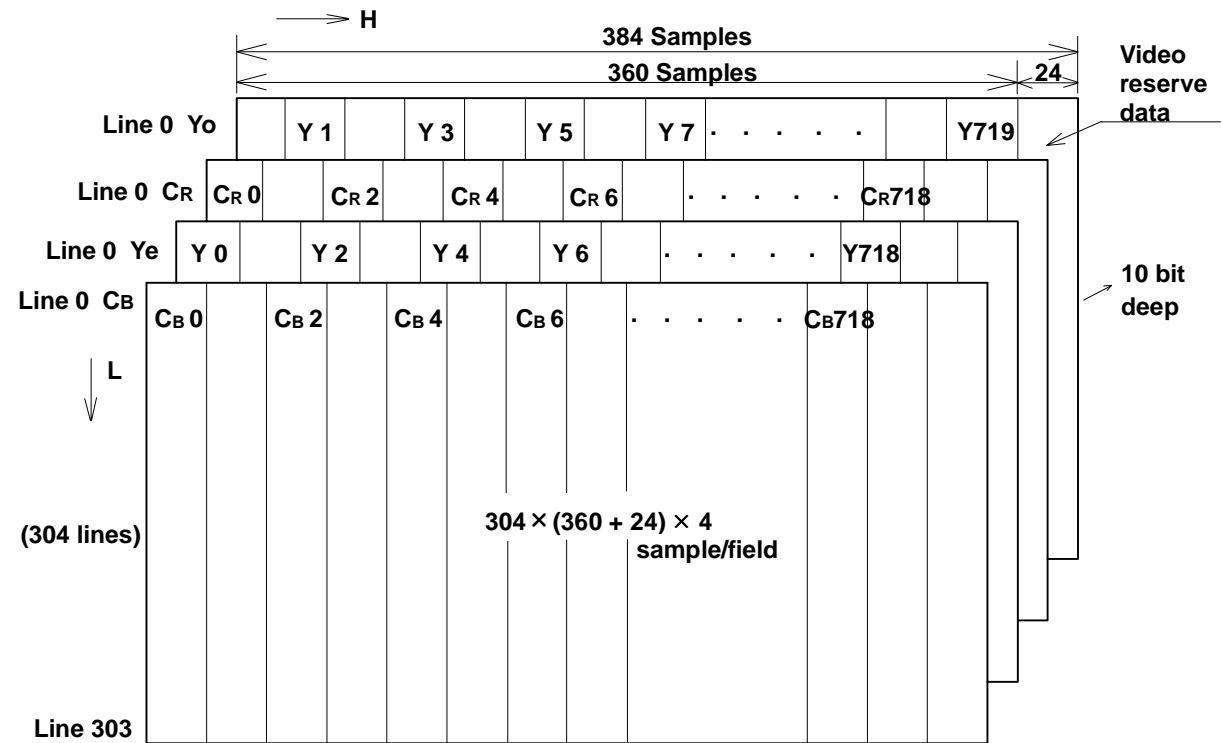 H
384 Samples
360 Samples
24
Video
reserve
data
Line 0 Yo
Y 1
Y 3
Y 5
Y 7
. . . . .
Y719
Line 0 CR
CR 0
CR 2
CR 4
CR 6
. . . . .
CR718
Line 0 Ye
Y 0
Y 2
Y 4
Y 6
. . . . .
Y718
Line 0 CB
CB 0
CB 2
CB 4
CB 6
. . . . .
CB718
10 bit
deep
L
(304 lines)
304 × (360 + 24) × 4
sample/field
Line 303